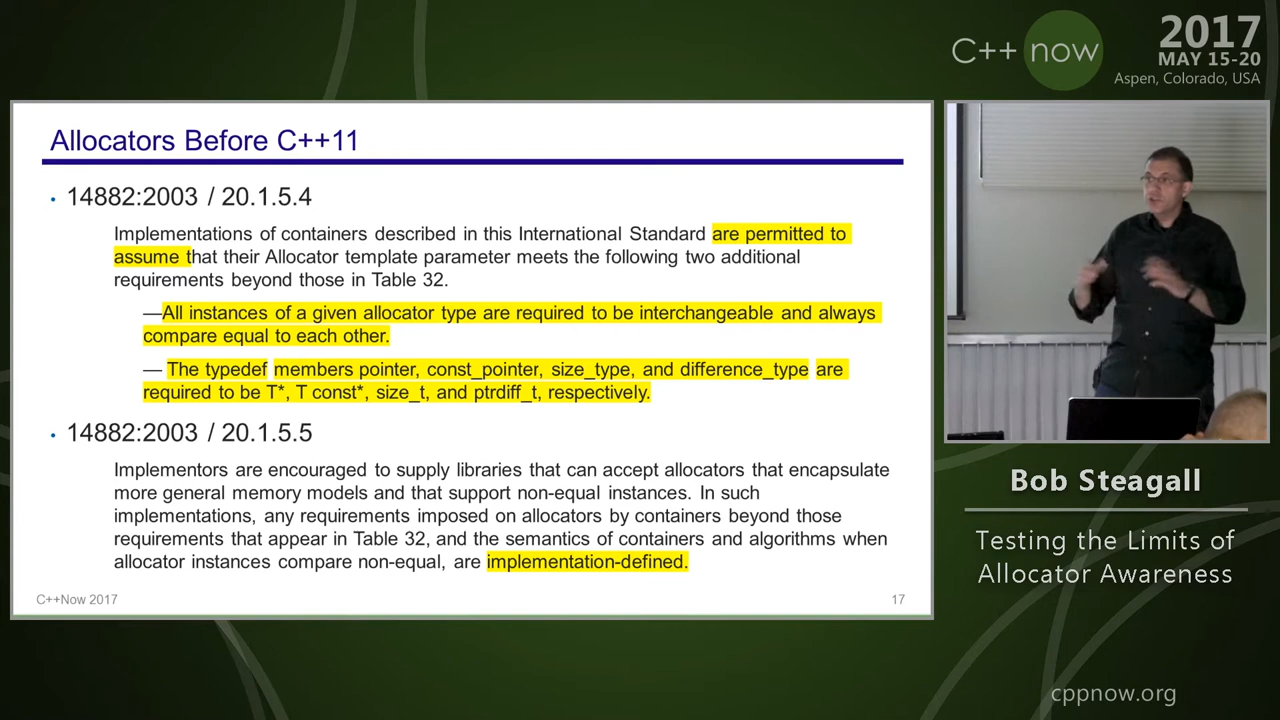 C++ now
2017
MAY 15-20
Aspen, Colorado, USA
Allocators Before C++11
• 14882:2003 / 20.1.5.4
Implementations of containers described in this International Standard are permitted to
assume that their Allocator template parameter meets the following two additional
requirements beyond those in Table 32.
—All instances of a given allocator type are required to be interchangeable and always
compare equal to each other.
— The typedef members pointer, const_pointer, size_type, and difference_type are
required to be T*, T const*, size_t, and ptrdiff_t, respectively.
• 14882:2003 / 20.1.5.5
Implementors are encouraged to supply libraries that can accept allocators that encapsulate
more general memory models and that support non-equal instances. In such
implementations, any requirements imposed on allocators by containers beyond those
requirements that appear in Table 32, and the semantics of containers and algorithms when
allocator instances compare non-equal, are implementation-defined.
C++Now 2017
17
Bob Steagall
Testing the Limits of
Allocator Awareness
cppnow.org